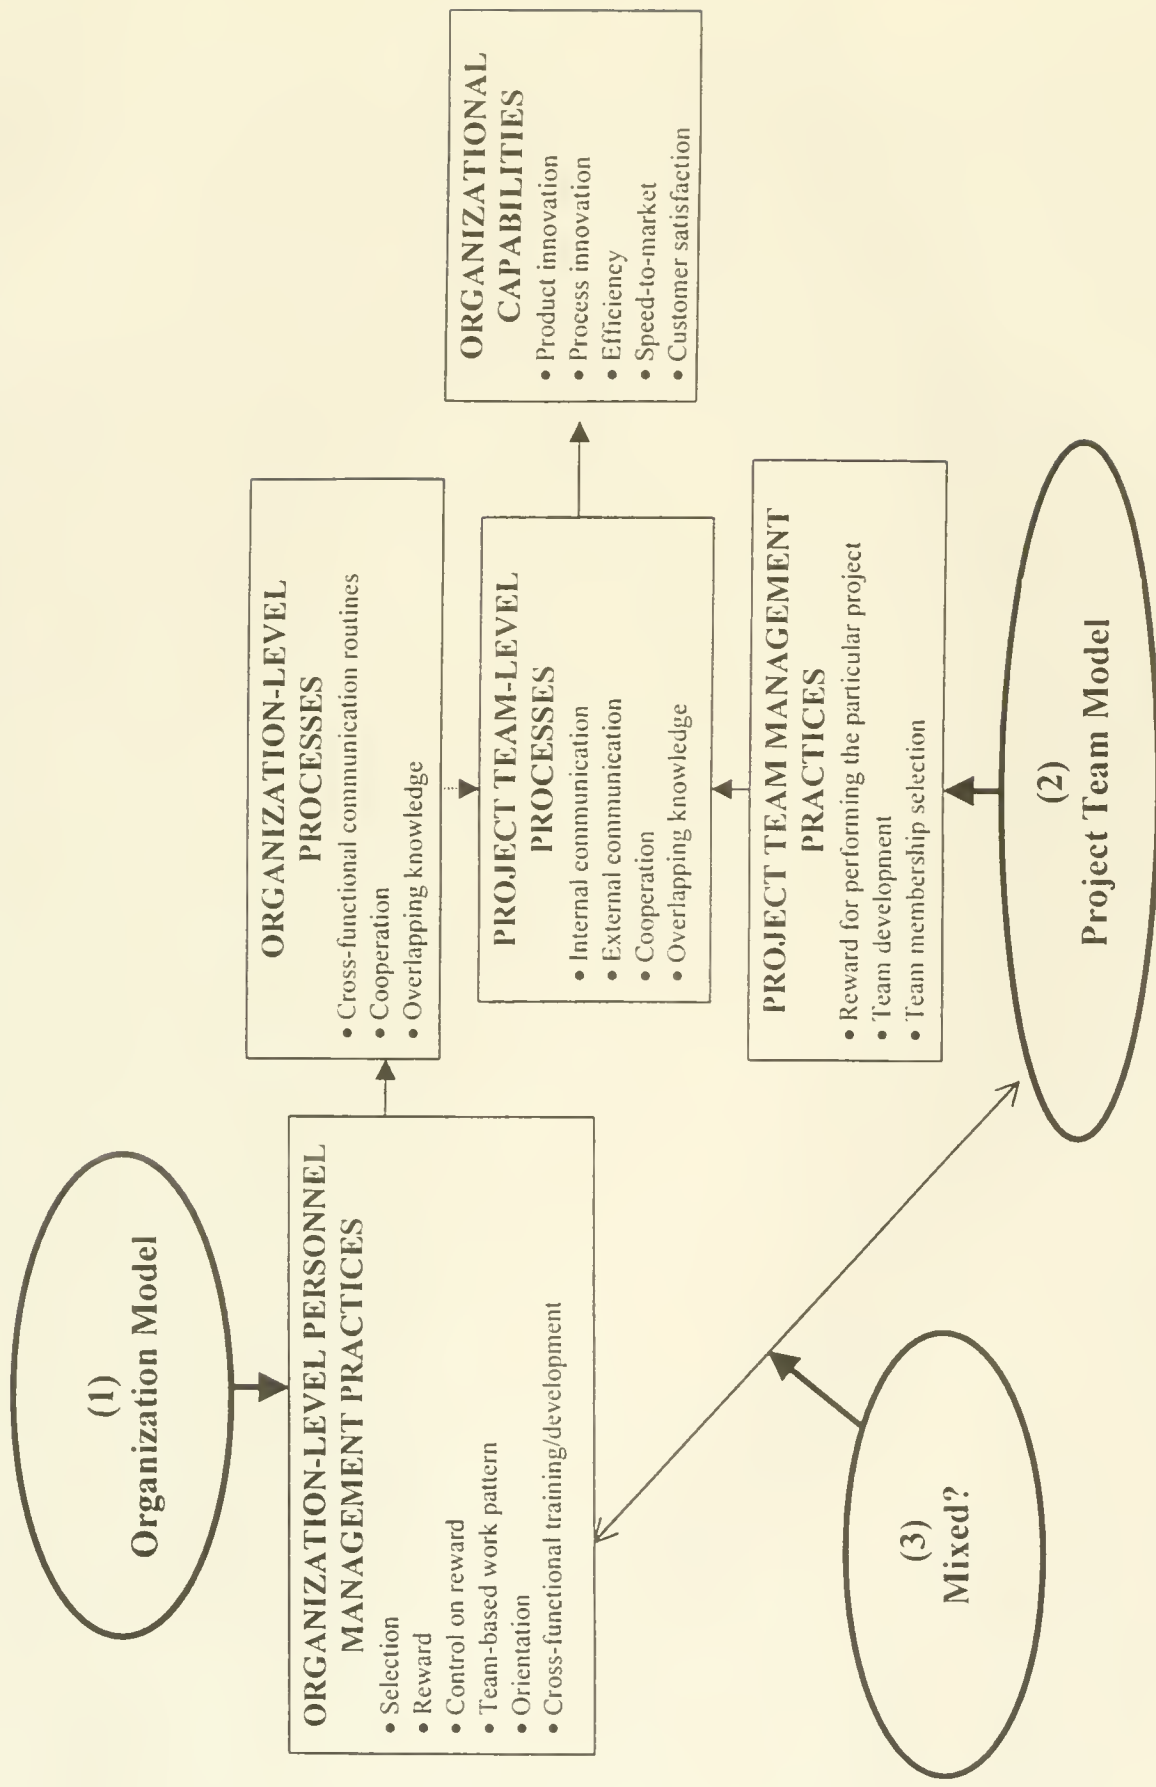 (1)
Organization Model
ORGANIZATION-LEVEL PERSONNEL
MANAGEMENT PRACTICES
• Selection
• Reward
• Control on reward
• Team-based work pattern
• Orientation
• Cross-functional training/development
ORGANIZATION-LEVEL
PROCESSES
• Cross-functional communication routines
• Cooperation
• Overlapping knowledge
PROJECT TEAM-LEVEL
PROCESSES
• Internal communication
• External communication
• Cooperation
• Overlapping knowledge
ORGANIZATIONAL
CAPABILITIES
• Product innovation
• Process innovation
• Efficiency
• Speed-to-market
• Customer satisfaction
PROJECT TEAM MANAGEMENT
PRACTICES
• Reward for performing the particular project
• Team development
• Team membership selection
(3)
Mixed?
(2)
Project Team Model